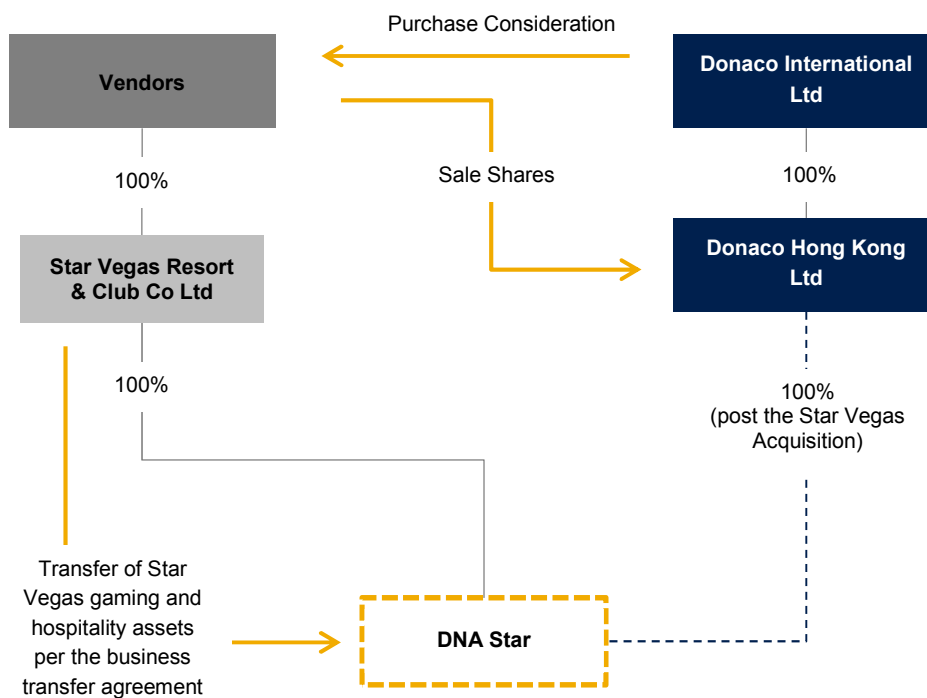 Purchase Consideration
Vendors
Donaco International
Ltd
100%
Sale Shares
100%
Star Vegas Resort
& Club Co Ltd
Donaco Hong Kong
Ltd
100%
100%
(post the Star Vegas
Acquisition)
Transfer of Star
Vegas gaming and
hospitality assets
per the business
transfer agreement
DNA Star